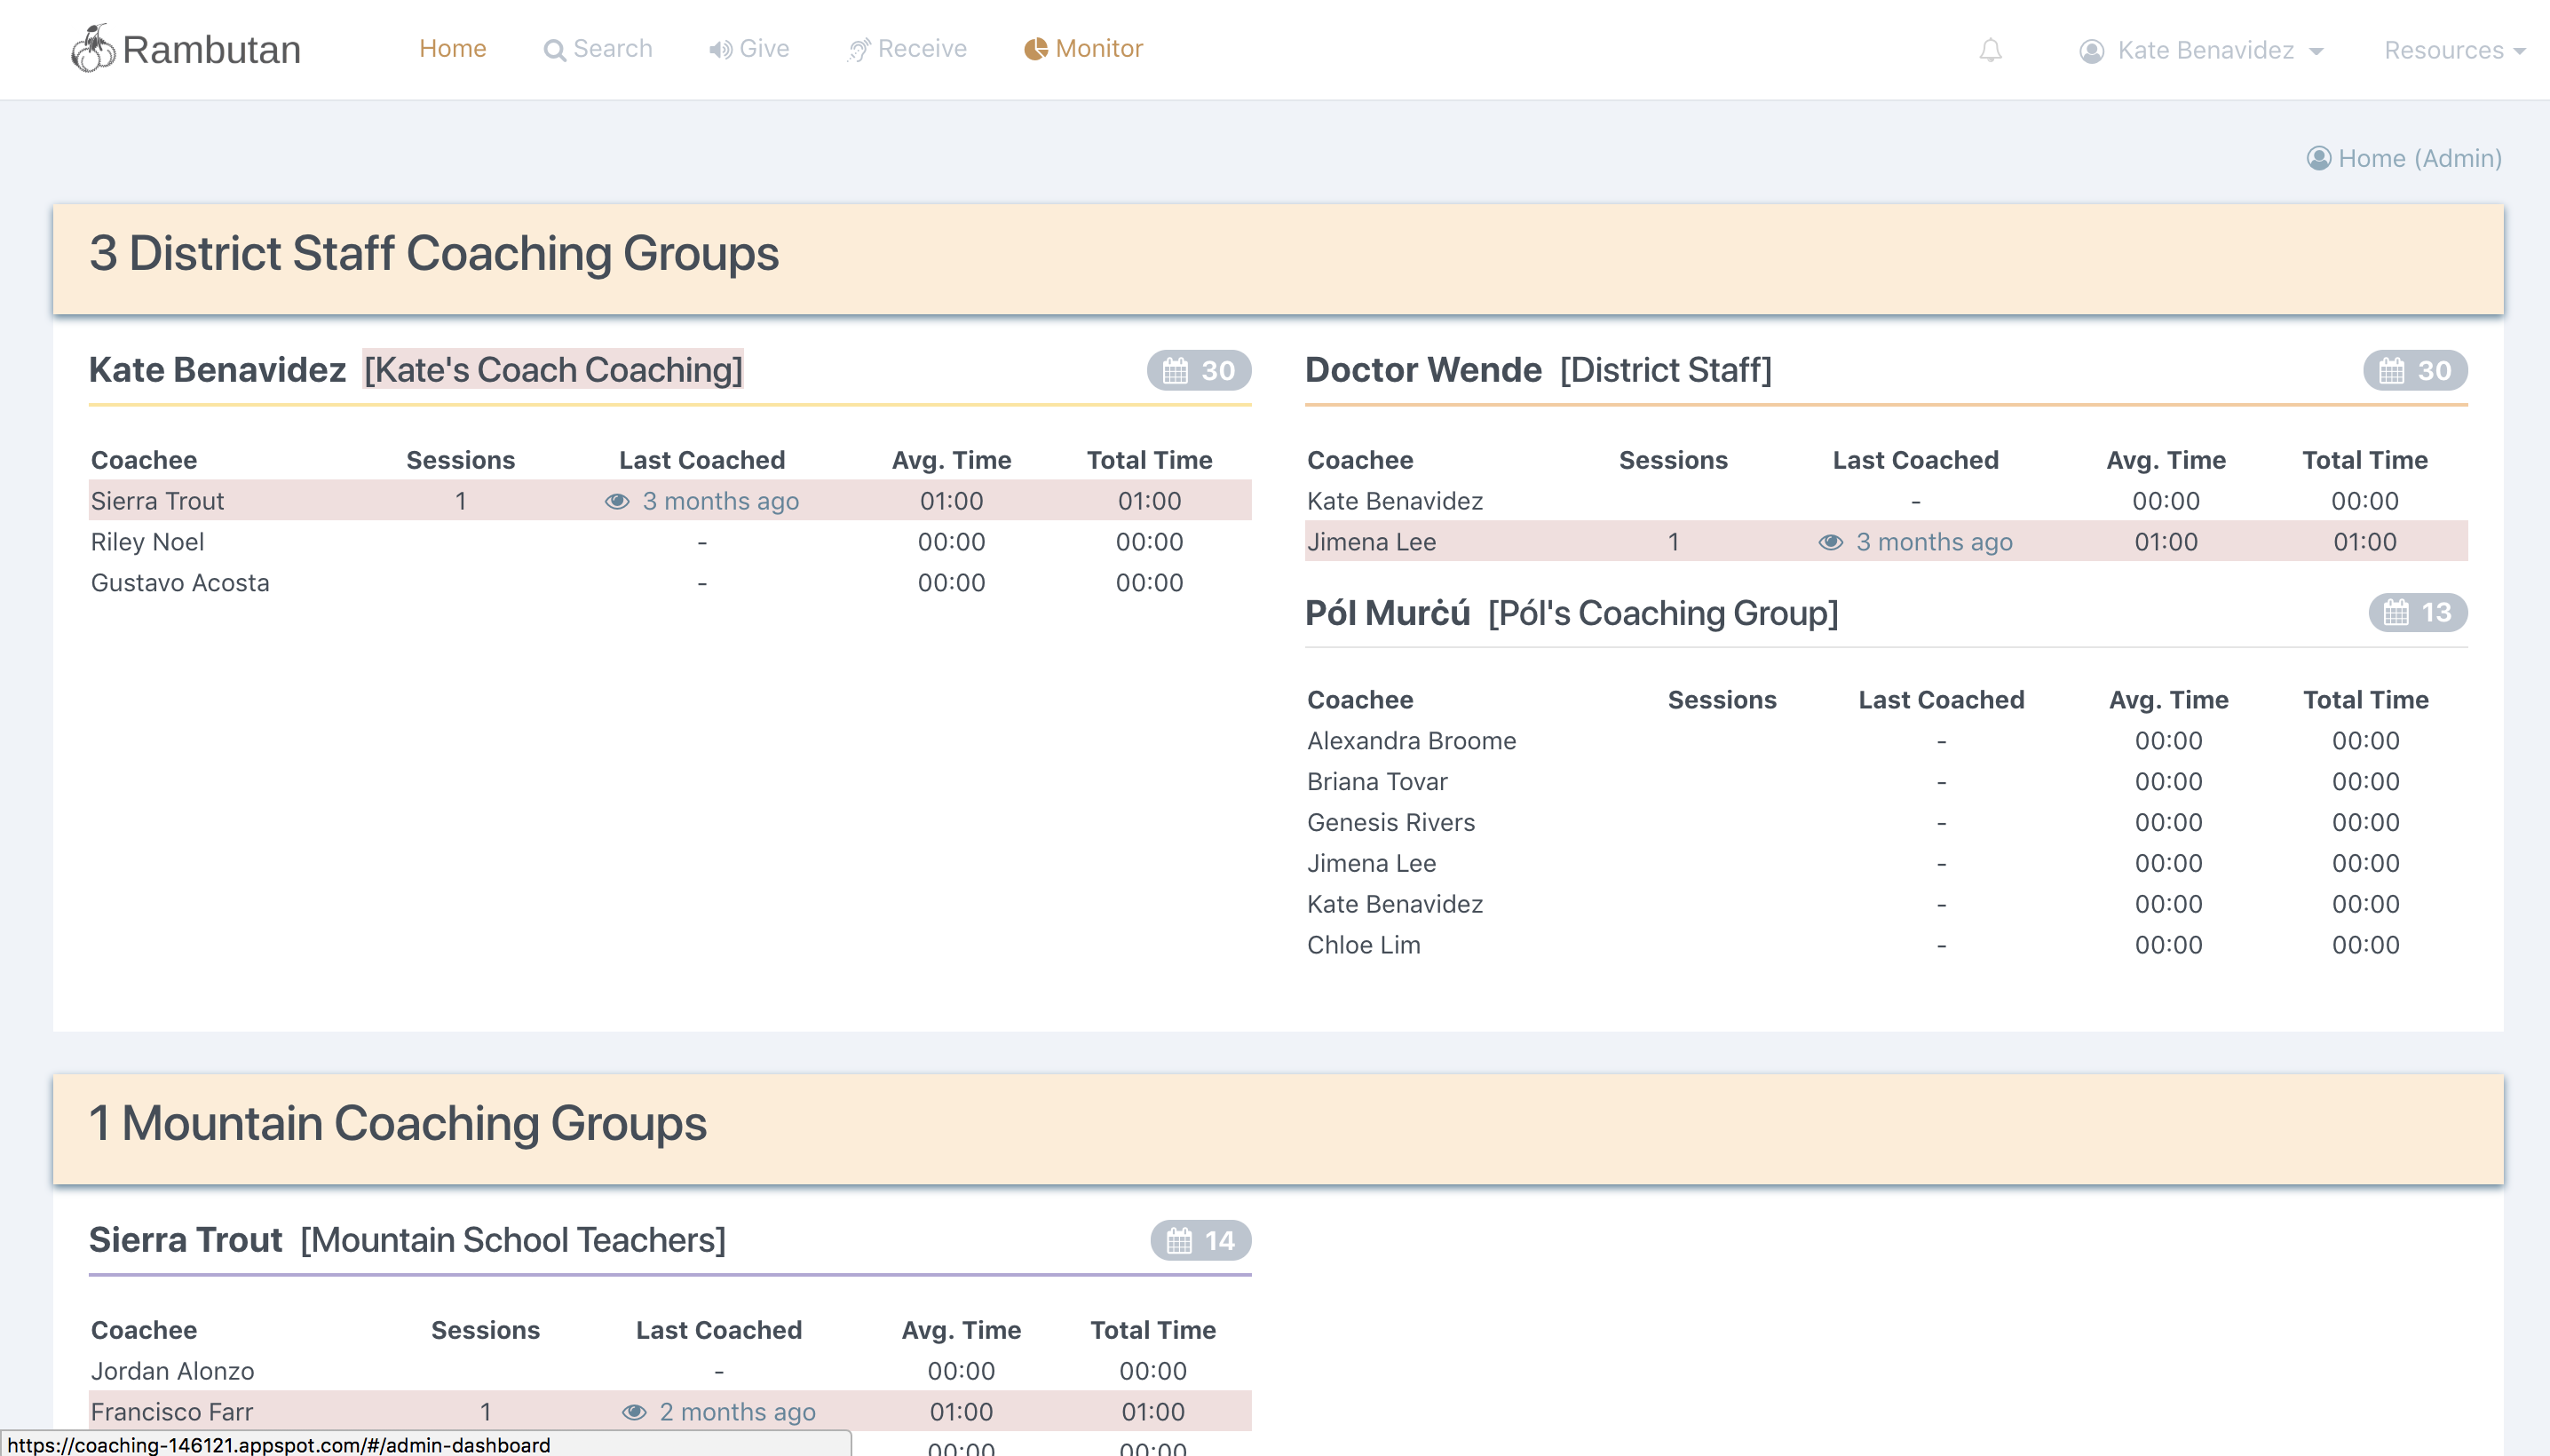 Rambutan Home Search Give Receive Monitor Kate Benavidez Resources
Home (Admin)
3 District Staff Coaching Groups
Kate Benavidez [Kate's Coach Coaching] 30
Coachee Sessions Last Coached Avg. Time Total Time
Sierra Trout 1 3 months ago 01:00 01:00
Riley Noel - 00:00 00:00
Gustavo Acosta - 00:00 00:00
Doctor Wende [District Staff] 30
Coachee Sessions Last Coached Avg. Time Total Time
Kate Benavidez - 00:00 00:00
Jimena Lee 1 3 months ago 01:00 01:00
Pól Murċú [Pól's Coaching Group] 13
Coachee Sessions Last Coached Avg. Time Total Time
Alexandra Broome - 00:00 00:00
Briana Tovar - 00:00 00:00
Genesis Rivers - 00:00 00:00
Jimena Lee - 00:00 00:00
Kate Benavidez - 00:00 00:00
Chloe Lim - 00:00 00:00
1 Mountain Coaching Groups
Sierra Trout [Mountain School Teachers] 14
Coachee Sessions Last Coached Avg. Time Total Time
Jordan Alonzo - 00:00 00:00
Francisco Farr 1 2 months ago 01:00 01:00
00:00 00:00
https://coaching-146121.appspot.com/#/admin-dashboard